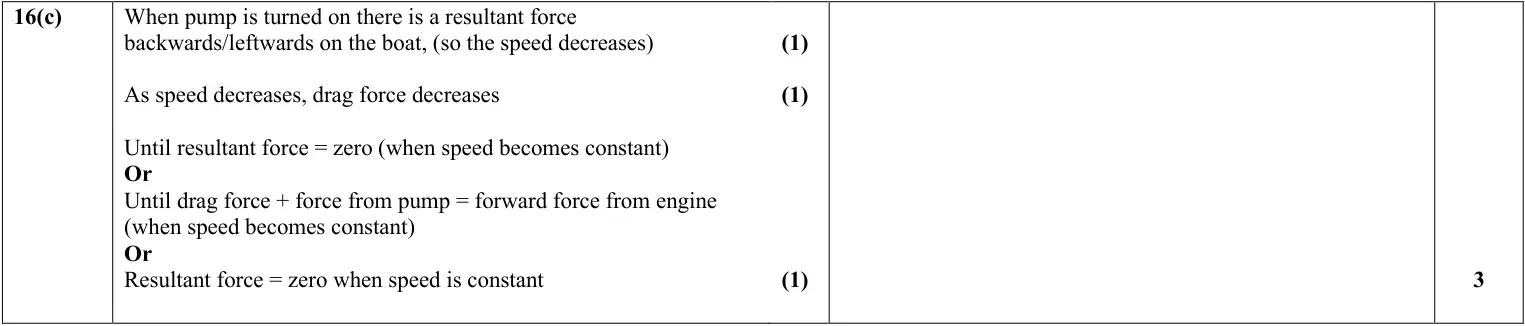 16(c)
When pump is turned on there is a resultant force
backwards/leftwards on the boat, (so the speed decreases) (1)
As speed decreases, drag force decreases (1)
Until resultant force = zero (when speed becomes constant)
Or
Until drag force + force from pump = forward force from engine
(when speed becomes constant)
Or
Resultant force = zero when speed is constant (1)
3